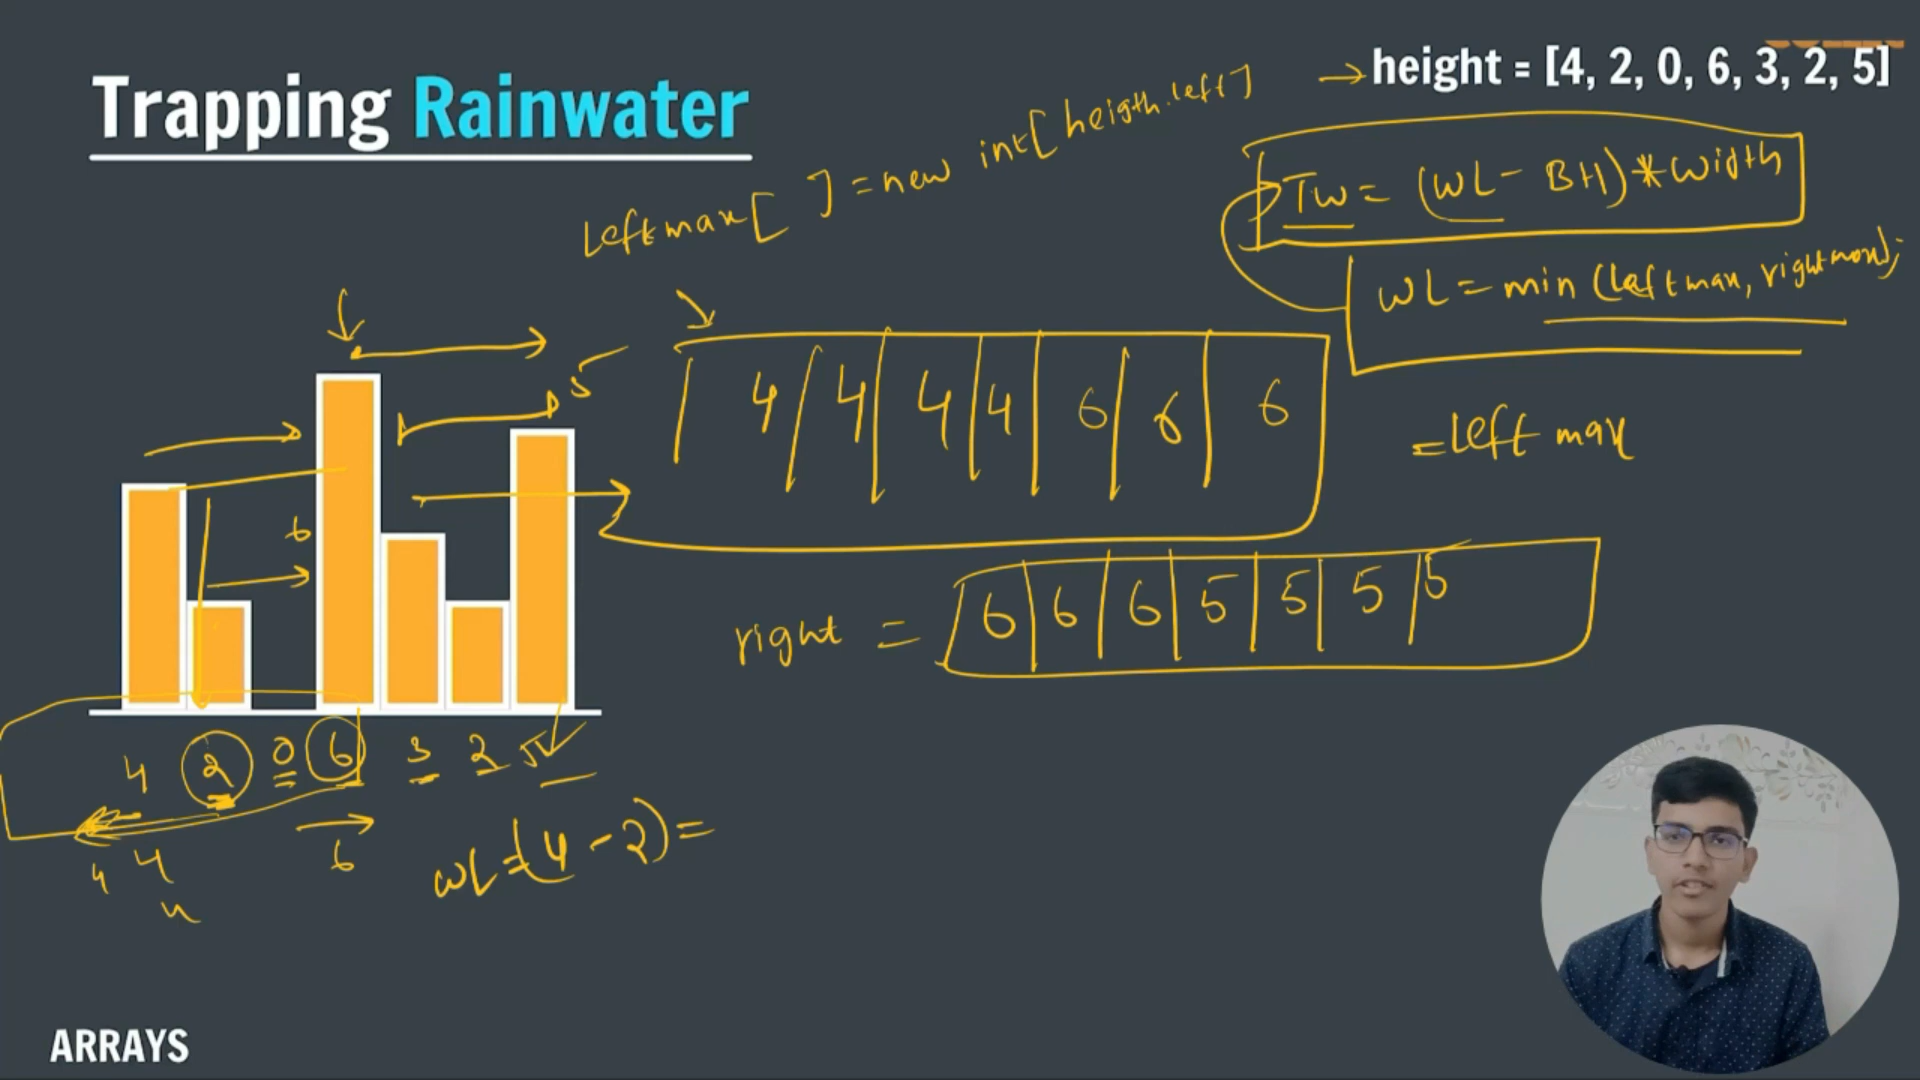 height = [4, 2, 0, 6, 3, 2, 5]
Trapping Rainwater
leftmax[ ] = new int[heigth.left]
TW = (WL - BH) * width
WL = min (leftmax, rightmax);
5
4 4 4 4 6 6 6
= left max
6
right = 6 6 6 5 5 5 5
4 2 0 6 3 2 5
4 4 6
WL = (4 - 2) =
ARRAYS